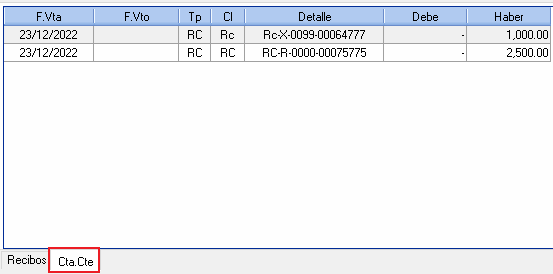 F.Vta F.Vto Tp Cl Detalle Debe Haber
23/12/2022 RC Rc Rc-X-0099-00064777 - 1,000.00
23/12/2022 RC RC RC-R-0000-00075775 - 2,500.00
Recibos Cta.Cte